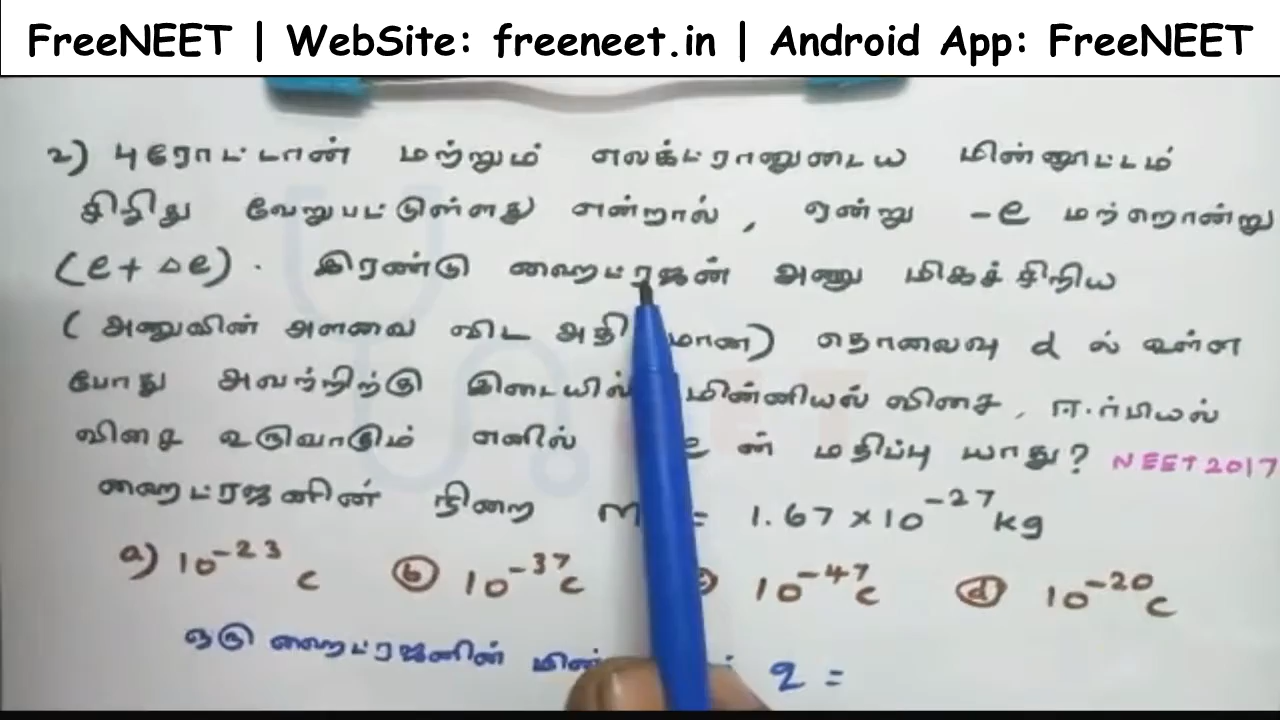 FreeNEET | WebSite: freeneet.in | Android App: FreeNEET
2) புரோட்டான் மற்றும் எலக்ட்ரானுடைய மின்னூட்டம்
சிறிது வேறுபட்டுள்ளது என்றால், ஒன்று -e மற்றொன்று
(e + Δe). இரண்டு ஹைட்ரஜன் அணு மிகச் சிறிய
(அணுவின் அளவை விட தொலைவு d ல் உள்ள
போது அவற்றிற்கு இடையில் மின்னியல் விசை, ஈர்ப்பியல்
விசை உருவாகும் எனில் ன் மதிப்பு யாது? NEET 2017
ஹைட்ரஜனின் நிறை = 1.67 × 10⁻²⁷ kg
a) 10⁻²³ c (b) 10⁻³⁷ c 10⁻⁴⁷ c (d) 10⁻²⁰ c
ஒரு ஹைட்ரஜனின் q =